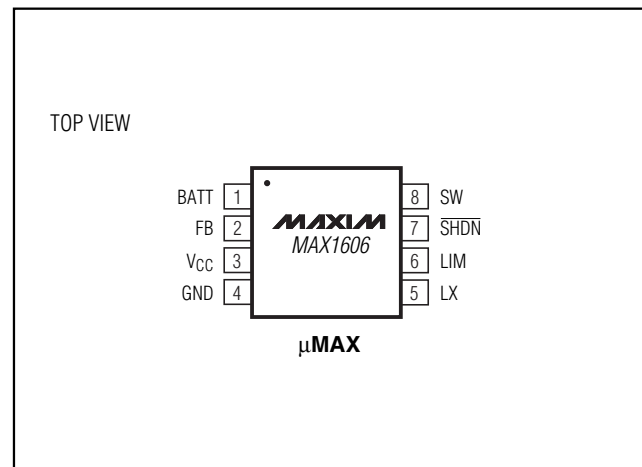 TOP VIEW
BATT 1 8 SW
FB 2 MAXIM 7 S̅H̅D̅N̅
VCC 3 MAX1606 6 LIM
GND 4 5 LX
µMAX